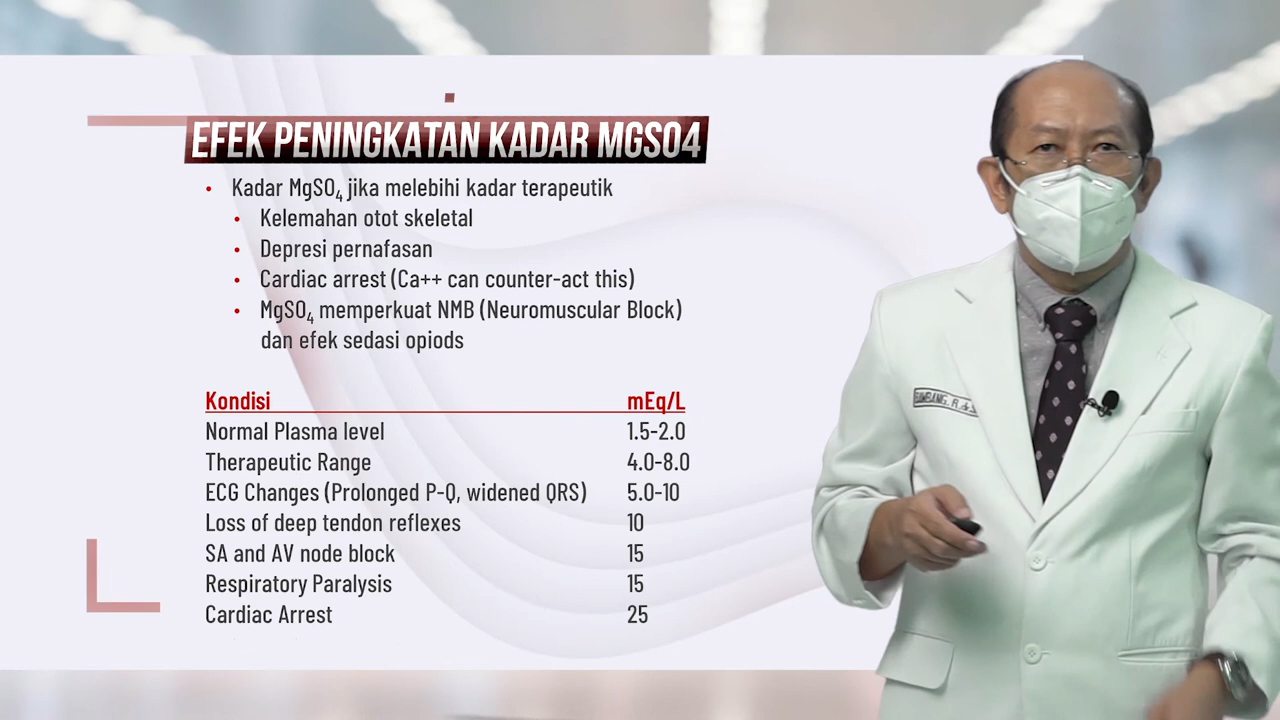 EFEK PENINGKATAN KADAR MGSO4
• Kadar MgSO₄ jika melebihi kadar terapeutik
• Kelemahan otot skeletal
• Depresi pernafasan
• Cardiac arrest (Ca++ can counter-act this)
• MgSO₄ memperkuat NMB (Neuromuscular Block)
dan efek sedasi opiods
Kondisi mEq/L
Normal Plasma level 1.5-2.0
Therapeutic Range 4.0-8.0
ECG Changes (Prolonged P-Q, widened QRS) 5.0-10
Loss of deep tendon reflexes 10
SA and AV node block 15
Respiratory Paralysis 15
Cardiac Arrest 25
BAMBANG. R.